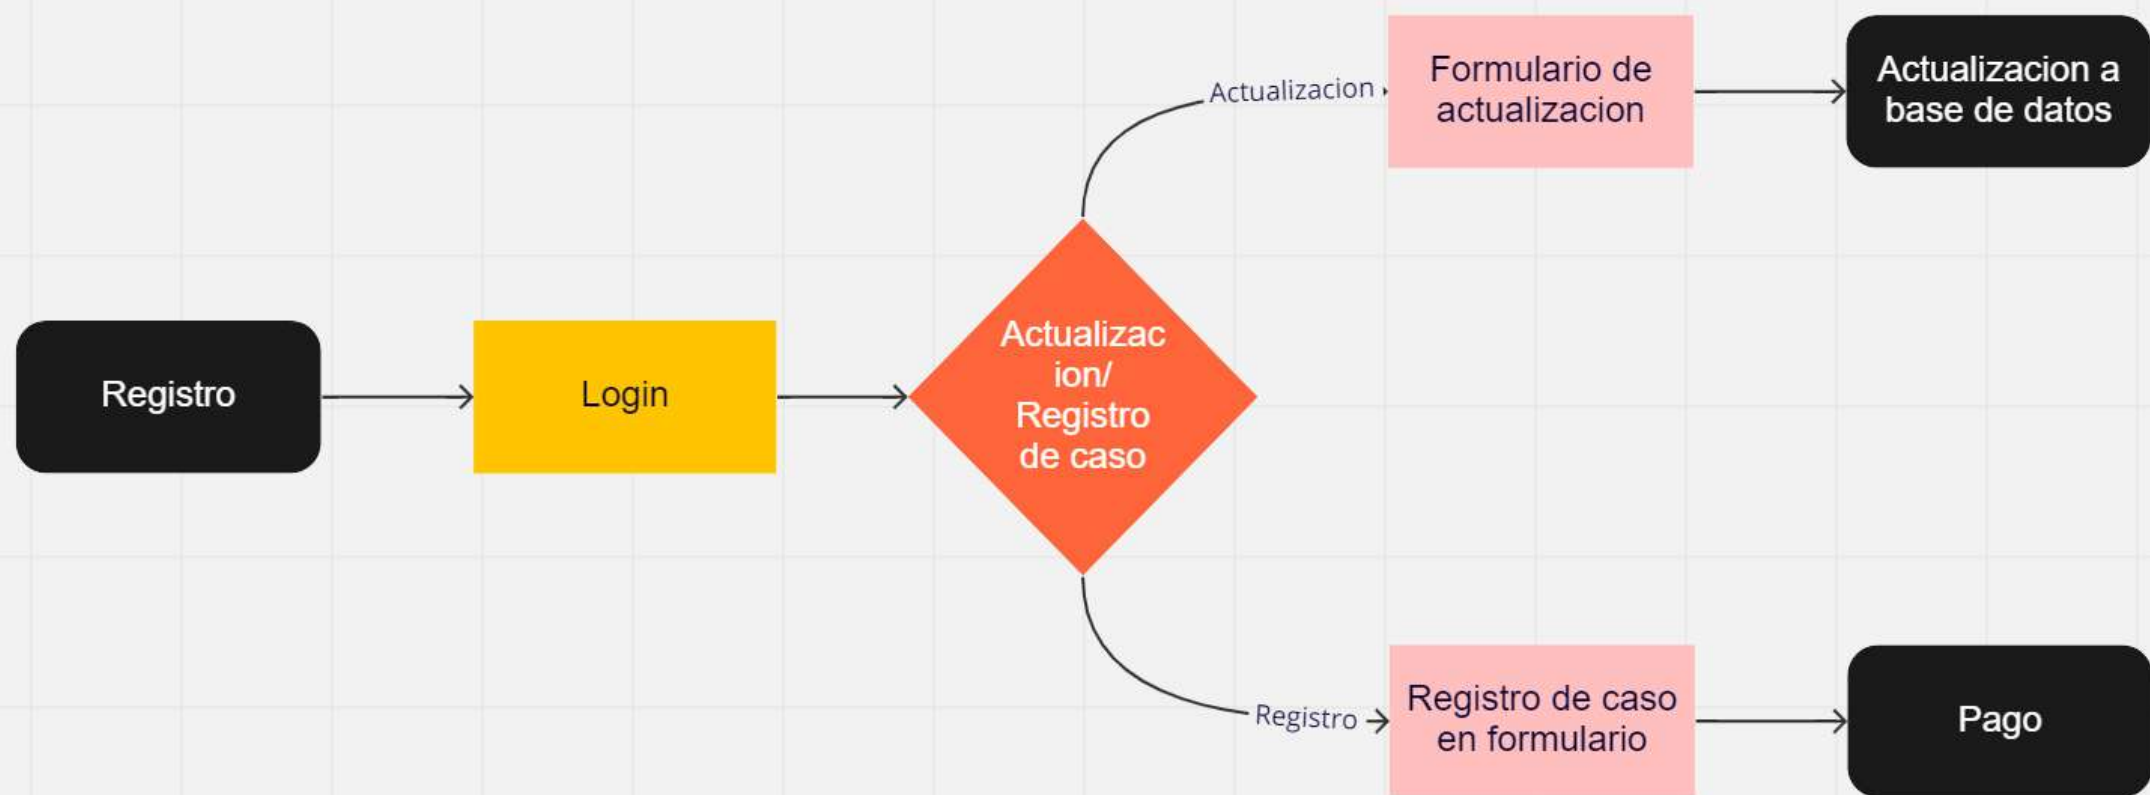 Registro
Login
Actualizac
ion/
Registro
de caso
Actualizacion
Formulario de
actualizacion
Actualizacion a
base de datos
Registro
Registro de caso
en formulario
Pago